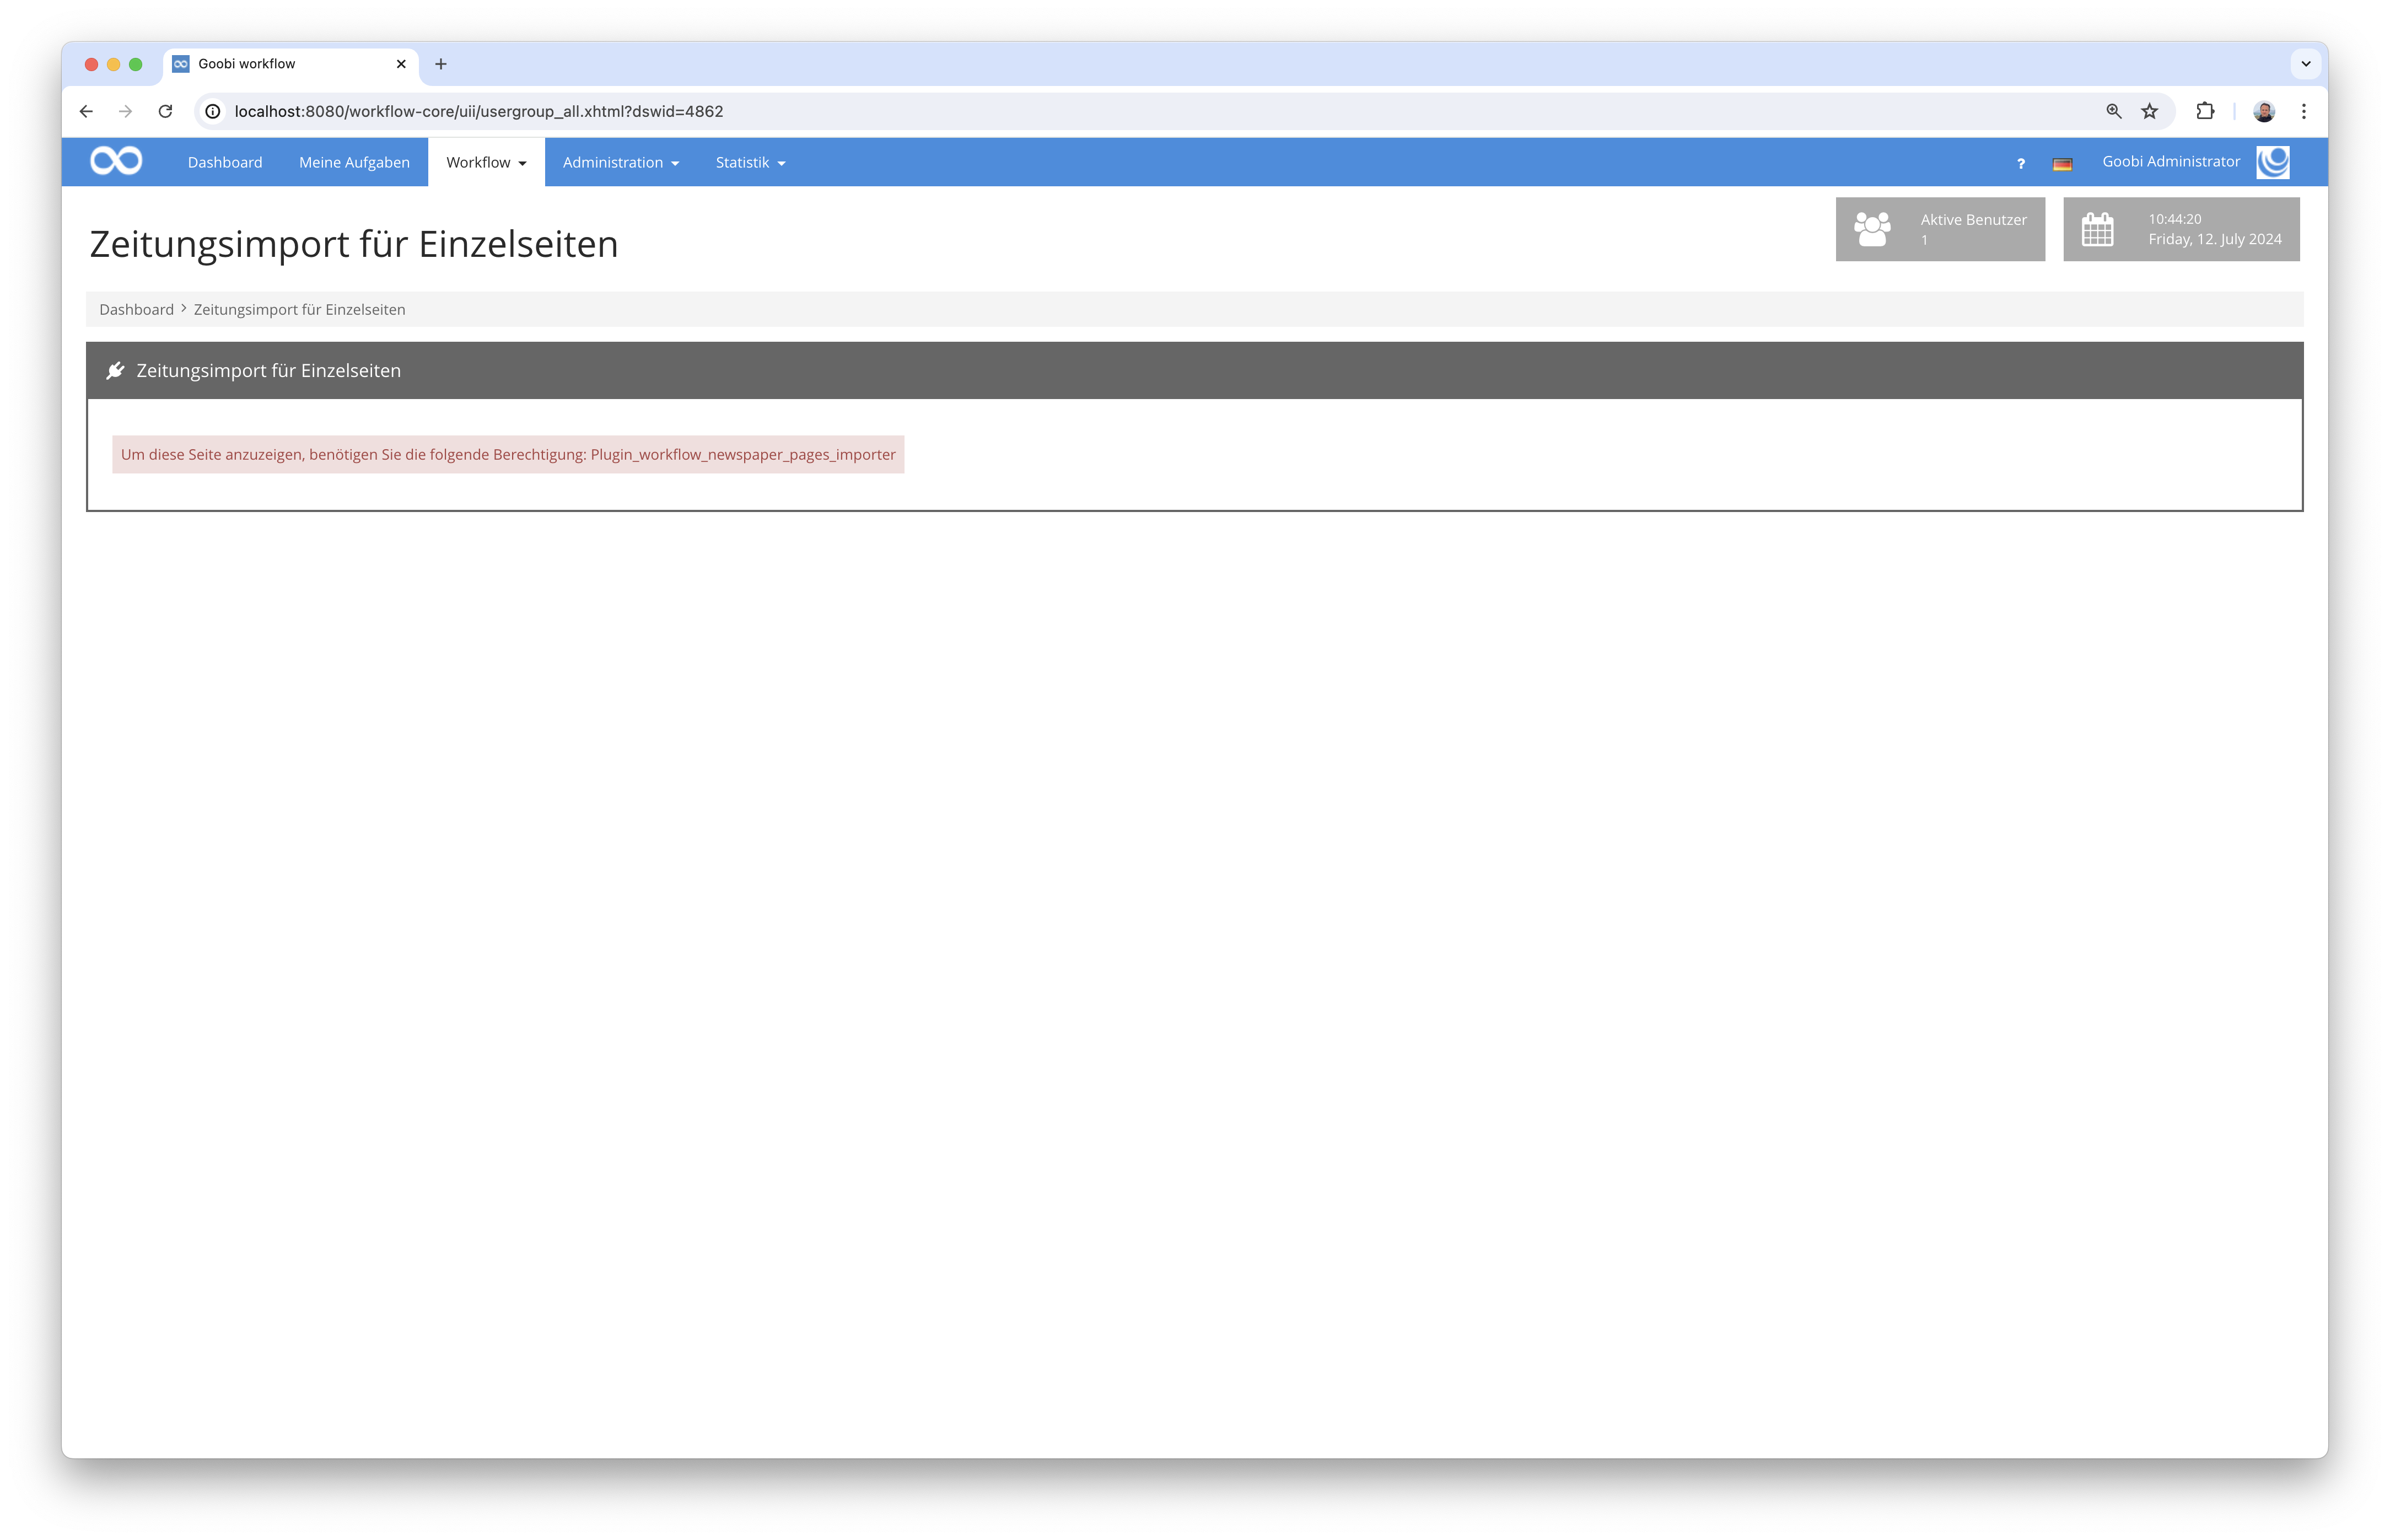 Goobi workflow
localhost:8080/workflow-core/uii/usergroup_all.xhtml?dswid=4862
Dashboard Meine Aufgaben Workflow Administration Statistik ? Goobi Administrator
Zeitungsimport für Einzelseiten
Aktive Benutzer
1
10:44:20
Friday, 12. July 2024
Dashboard > Zeitungsimport für Einzelseiten
Zeitungsimport für Einzelseiten
Um diese Seite anzuzeigen, benötigen Sie die folgende Berechtigung: Plugin_workflow_newspaper_pages_importer